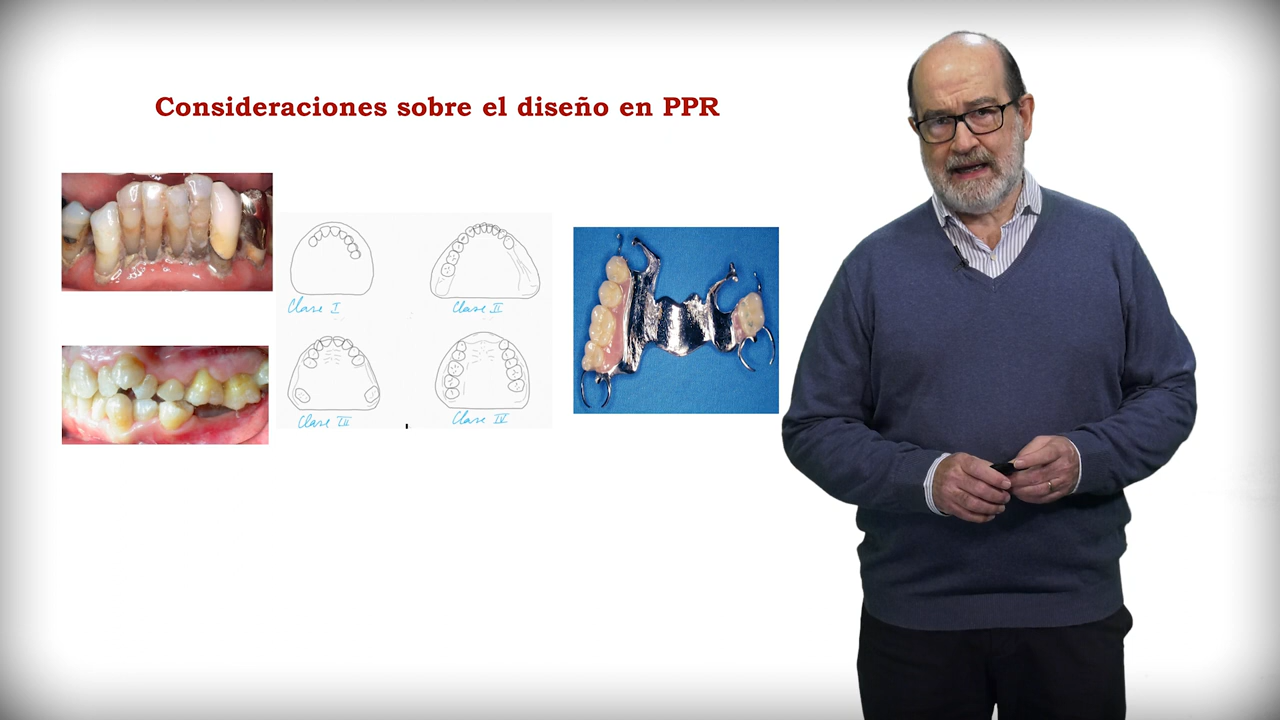 Consideraciones sobre el diseño en PPR
Clase I
Clase II
Clase III
Clase IV